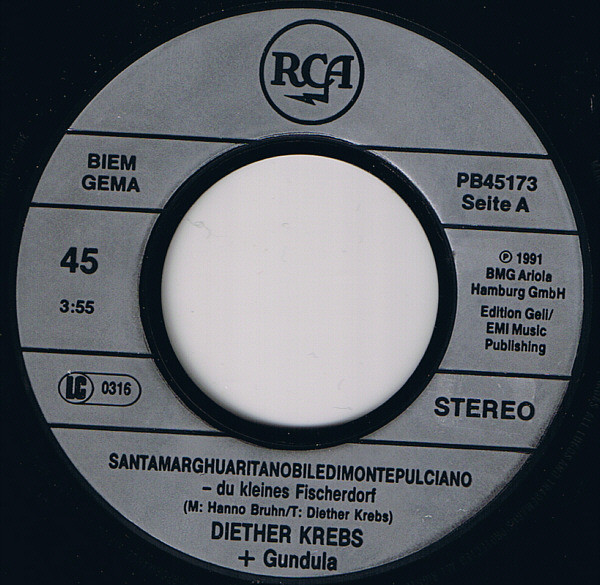 RCA
BIEM
GEMA
PB45173
Seite A
45
3:55
℗ 1991
BMG Ariola
Hamburg GmbH
Edition Geli/
EMI Music
Publishing
LC 0316
STEREO
SANTAMARGHUARITANOBILEDIMONTEPULCIANO
– du kleines Fischerdorf
(M: Hanno Bruhn/T: Diether Krebs)
DIETHER KREBS
+ Gundula